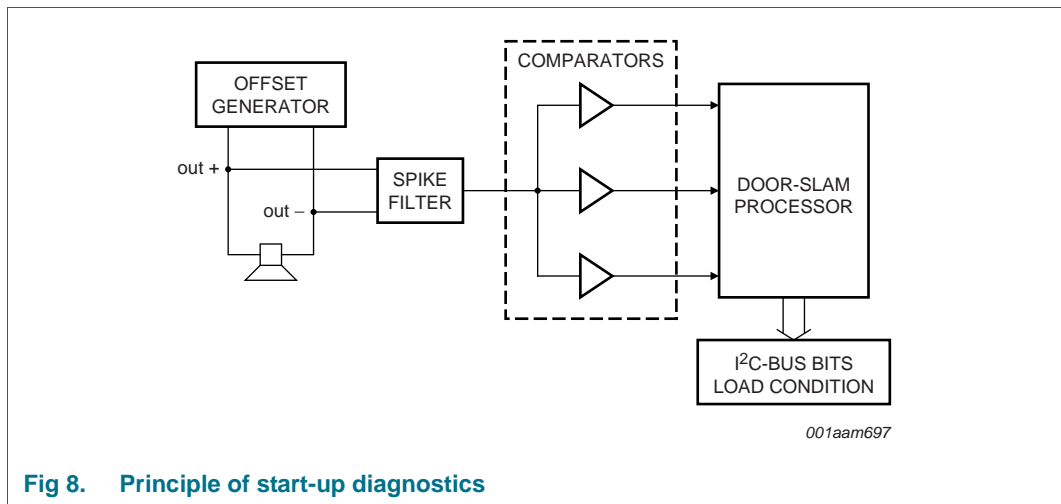 COMPARATORS
OFFSET
GENERATOR
out +
out −
SPIKE
FILTER
DOOR-SLAM
PROCESSOR
I²C-BUS BITS
LOAD CONDITION
001aam697
Fig 8. Principle of start-up diagnostics